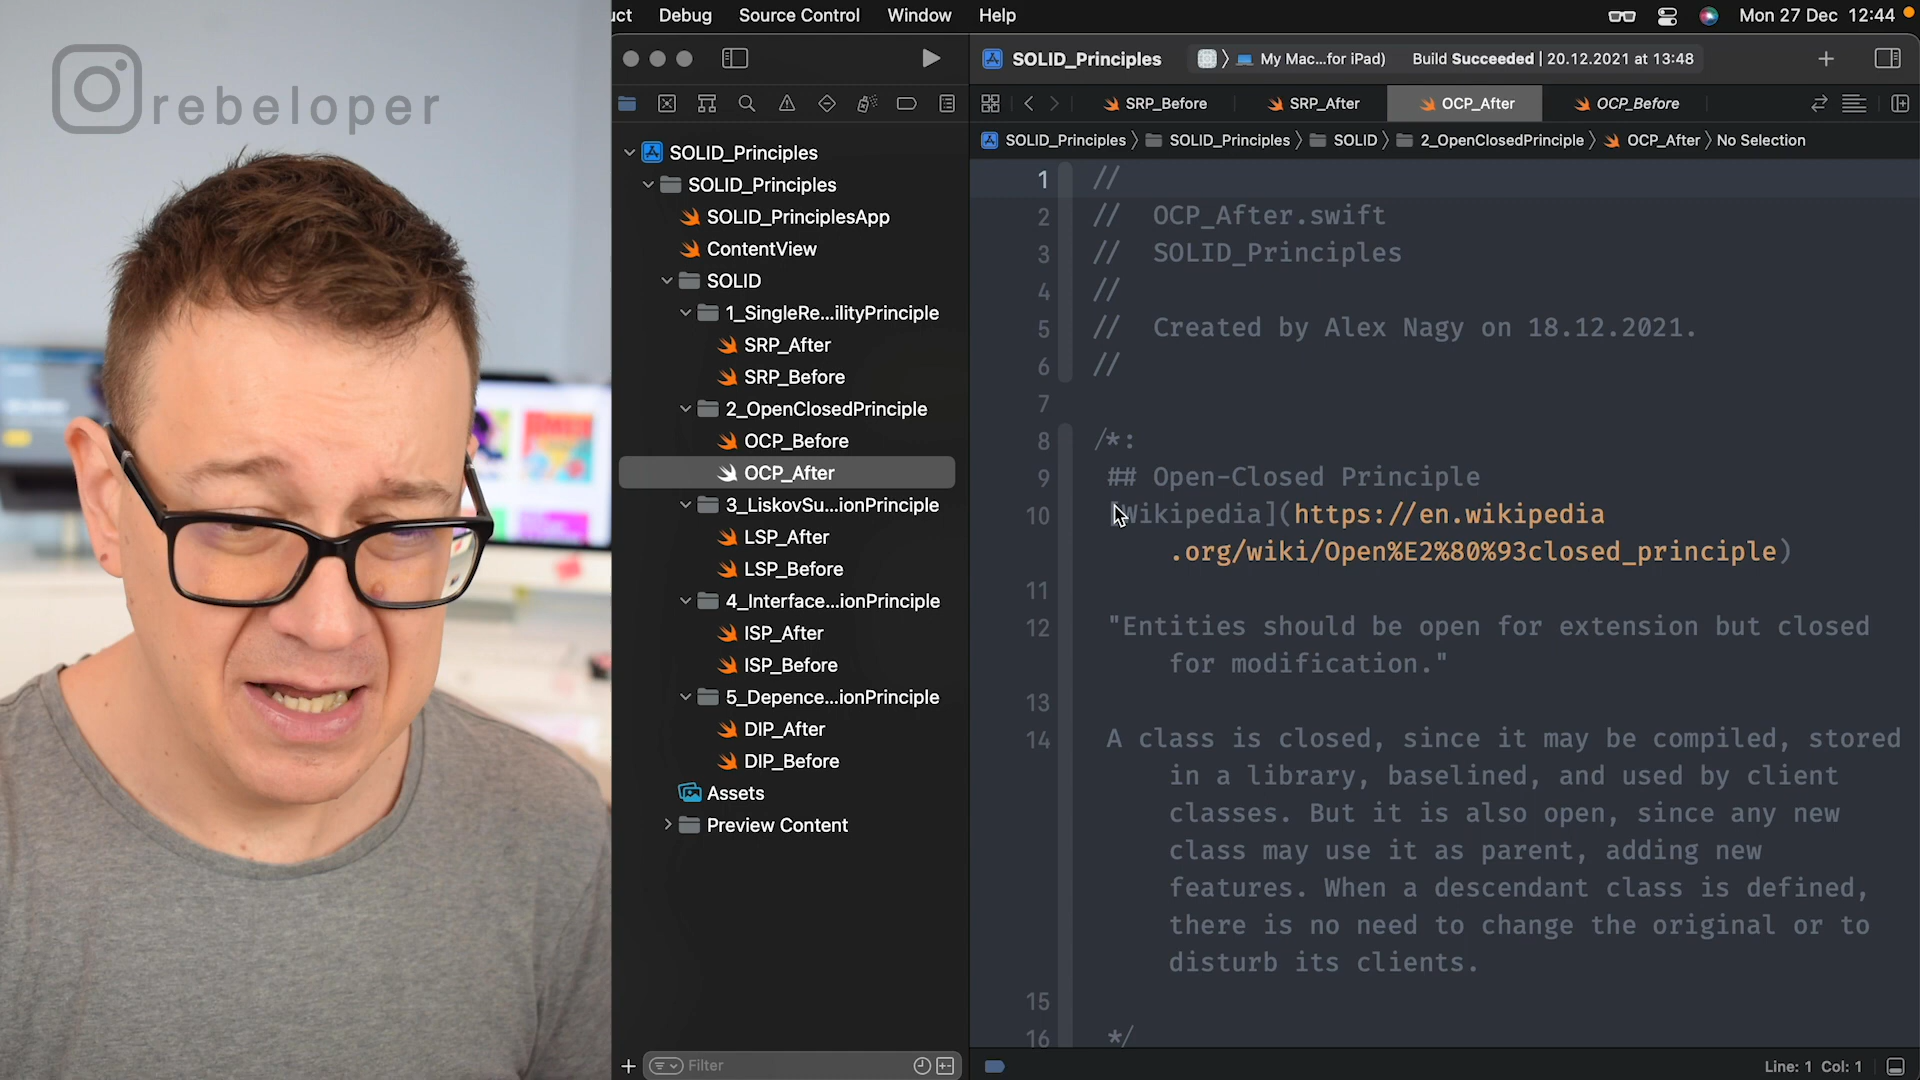 uct Debug Source Control Window Help Mon 27 Dec 12:44
rebeloper
SOLID_Principles My Mac...for iPad) Build Succeeded | 20.12.2021 at 13:48
SRP_Before SRP_After OCP_After OCP_Before
SOLID_Principles SOLID_Principles SOLID 2_OpenClosedPrinciple OCP_After No Selection
SOLID_Principles
SOLID_Principles
SOLID_PrinciplesApp
ContentView
SOLID
1_SingleRe...ilityPrinciple
SRP_After
SRP_Before
2_OpenClosedPrinciple
OCP_Before
OCP_After
3_LiskovSu...ionPrinciple
LSP_After
LSP_Before
4_Interface...ionPrinciple
ISP_After
ISP_Before
5_Depence...ionPrinciple
DIP_After
DIP_Before
Assets
Preview Content
Filter
1 //
2 // OCP_After.swift
3 // SOLID_Principles
4 //
5 // Created by Alex Nagy on 18.12.2021.
6 //
7
8 /*:
9 ## Open-Closed Principle
10 [Wikipedia](https://en.wikipedia
.org/wiki/Open%E2%80%93closed_principle)
11
12 "Entities should be open for extension but closed
for modification."
13
14 A class is closed, since it may be compiled, stored
in a library, baselined, and used by client
classes. But it is also open, since any new
class may use it as parent, adding new
features. When a descendant class is defined,
there is no need to change the original or to
disturb its clients.
15
16 */
Line: 1 Col: 1